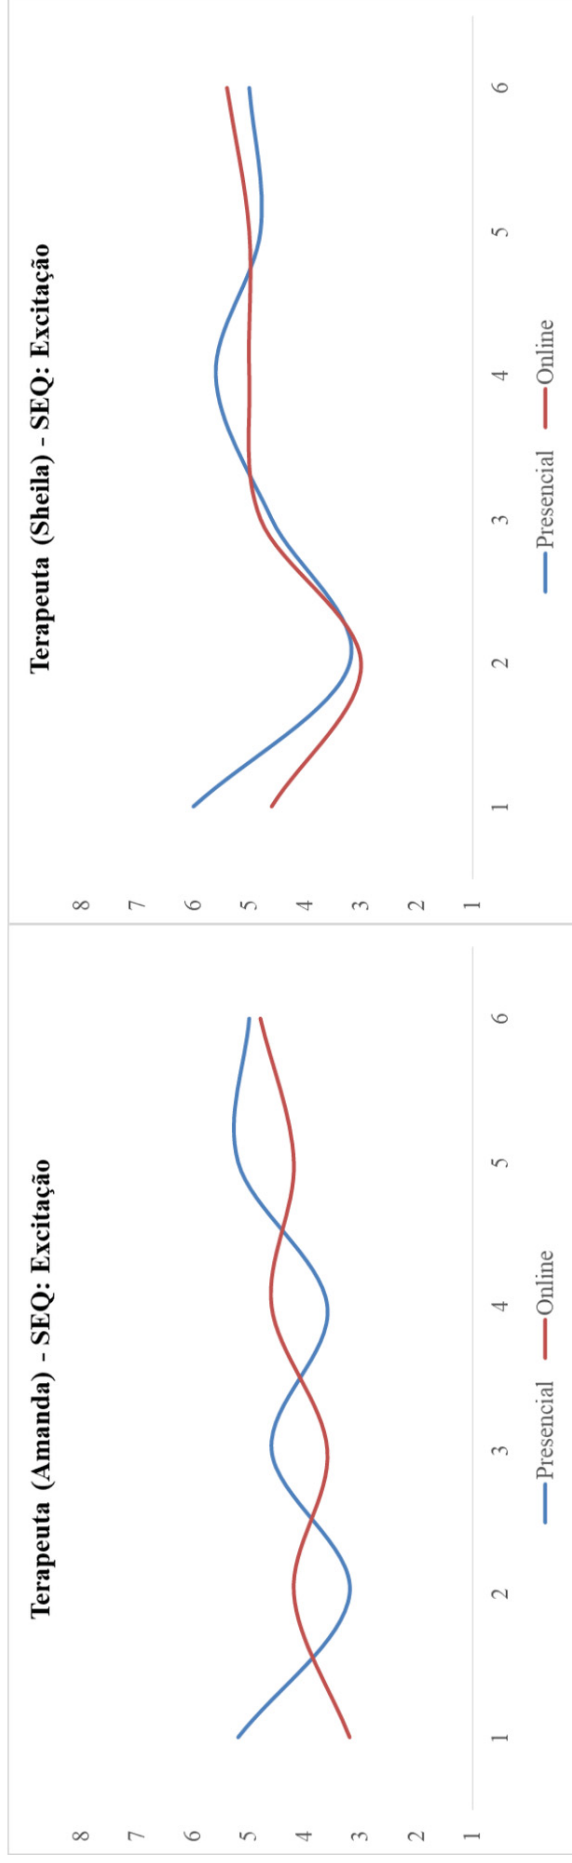 Terapeuta (Amanda) - SEQ: Excitação
8
7
6
5
4
3
2
1
1 2 3 4 5 6
Presencial Online
Terapeuta (Sheila) - SEQ: Excitação
8
7
6
5
4
3
2
1
1 2 3 4 5 6
Presencial Online